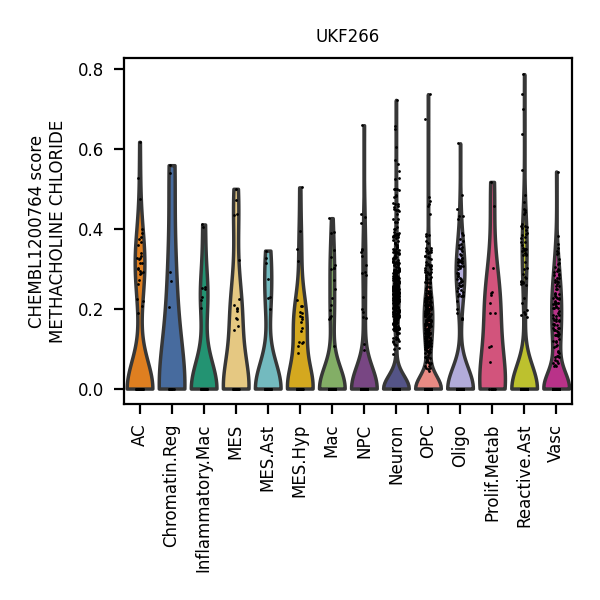 UKF266
CHEMBL1200764 score
METHACHOLINE CHLORIDE
0.8
0.6
0.4
0.2
0.0
AC
Chromatin.Reg
Inflammatory.Mac
MES
MES.Ast
MES.Hyp
Mac
NPC
Neuron
OPC
Oligo
Prolif.Metab
Reactive.Ast
Vasc